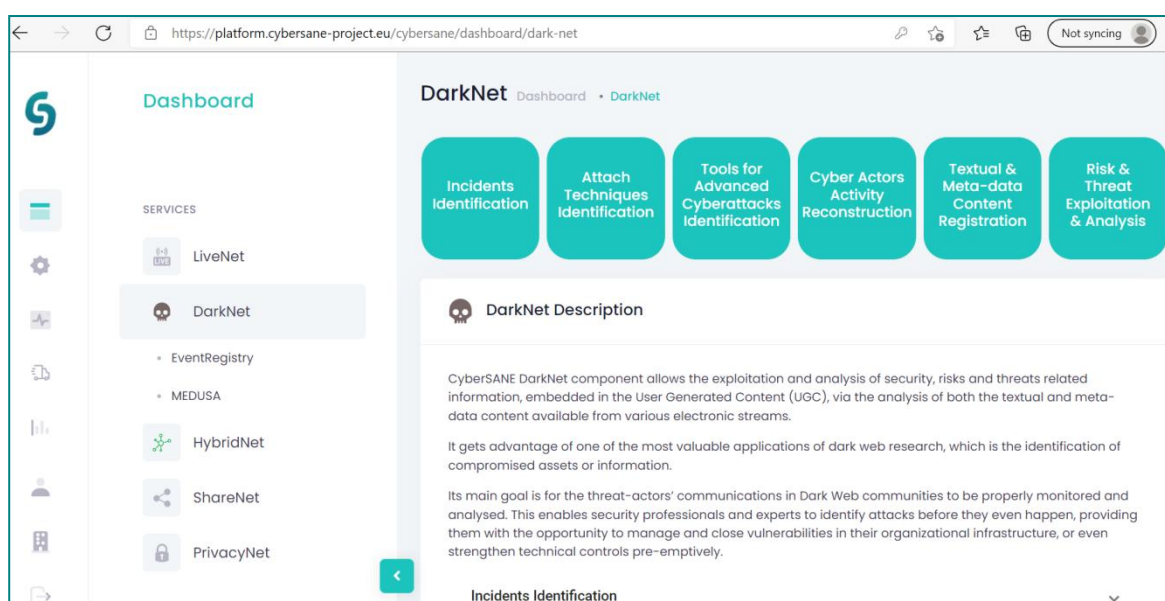 https://platform.cybersane-project.eu/cybersane/dashboard/dark-net
Not syncing
Dashboard
SERVICES
LIVE
LiveNet
DarkNet
EventRegistry
MEDUSA
HybridNet
ShareNet
PrivacyNet
DarkNet Dashboard • DarkNet
Incidents
Identification
Attach
Techniques
Identification
Tools for
Advanced
Cyberattacks
Identification
Cyber Actors
Activity
Reconstruction
Textual &
Meta-data
Content
Registration
Risk &
Threat
Exploitation
& Analysis
DarkNet Description
CyberSANE DarkNet component allows the exploitation and analysis of security, risks and threats related
information, embedded in the User Generated Content (UGC), via the analysis of both the textual and meta-
data content available from various electronic streams.
It gets advantage of one of the most valuable applications of dark web research, which is the identification of
compromised assets or information.
Its main goal is for the threat-actors' communications in Dark Web communities to be properly monitored and
analysed. This enables security professionals and experts to identify attacks before they even happen, providing
them with the opportunity to manage and close vulnerabilities in their organizational infrastructure, or even
strengthen technical controls pre-emptively.
Incidents Identification